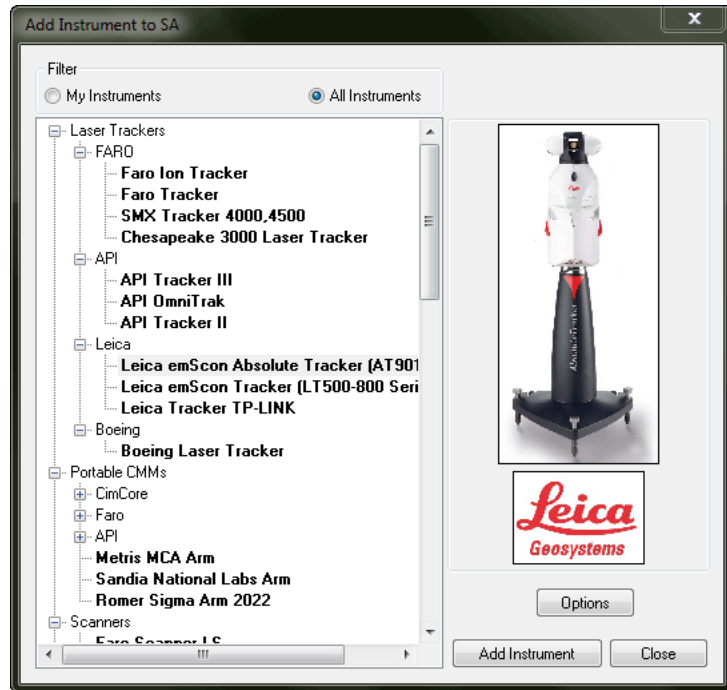 Add Instrument to SA
Filter
My Instruments
All Instruments
Laser Trackers
FARO
Faro Ion Tracker
Faro Tracker
SMX Tracker 4000,4500
Chesapeake 3000 Laser Tracker
API
API Tracker III
API OmniTrak
API Tracker II
Leica
Leica emScon Absolute Tracker (AT901
Leica emScon Tracker (LT500-800 Seri
Leica Tracker TP-LINK
Boeing
Boeing Laser Tracker
Portable CMMs
CimCore
Faro
API
Metris MCA Arm
Sandia National Labs Arm
Romer Sigma Arm 2022
Scanners
Faro Scanner LS
AbsoluteTracker
Leica
Geosystems
Options
Add Instrument
Close